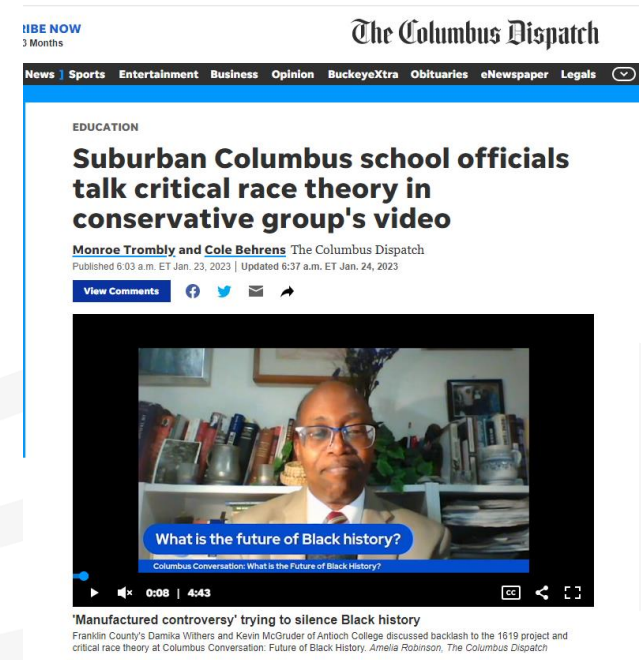 RIBE NOW
3 Months
The Columbus Dispatch
News ] Sports Entertainment Business Opinion BuckeyeXtra Obituaries eNewspaper Legals
EDUCATION
Suburban Columbus school officials
talk critical race theory in
conservative group's video
Monroe Trombly and Cole Behrens The Columbus Dispatch
Published 6:03 a.m. ET Jan. 23, 2023 | Updated 6:37 a.m. ET Jan. 24, 2023
View Comments
What is the future of Black history?
Columbus Conversation: What is the Future of Black History?
0:08 | 4:43
CC
'Manufactured controversy' trying to silence Black history
Franklin County's Damika Withers and Kevin McGruder of Antioch College discussed backlash to the 1619 project and
critical race theory at Columbus Conversation: Future of Black History. Amelia Robinson, The Columbus Dispatch